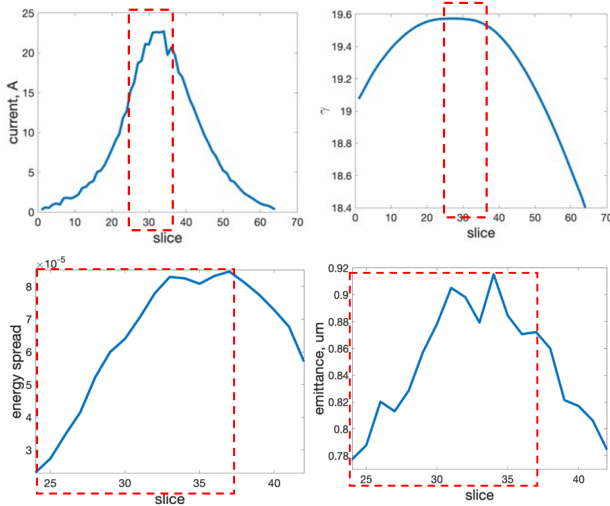 25
20
15
10
5
0
current, A
0 10 20 30 40 50 60 70
slice
19.6
19.4
19.2
19
18.8
18.6
18.4
γ
0 10 20 30 40 50 60 70
slice
×10⁻⁵
8
7
6
5
4
3
energy spread
25 30 35 40
slice
0.92
0.9
0.88
0.86
0.84
0.82
0.8
0.78
emittance, um
25 30 35 40
slice